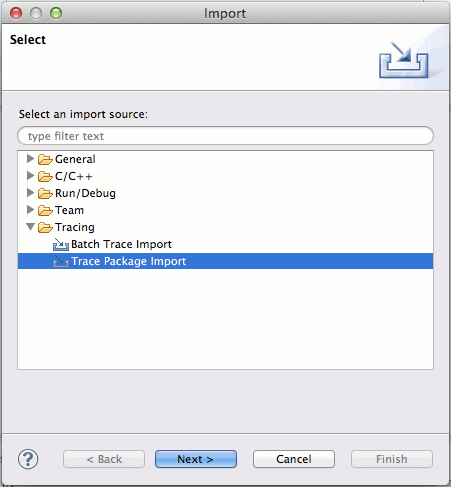 Import
Select
Select an import source:
type filter text
General
C/C++
Run/Debug
Team
Tracing
Batch Trace Import
Trace Package Import
?
< Back
Next >
Cancel
Finish